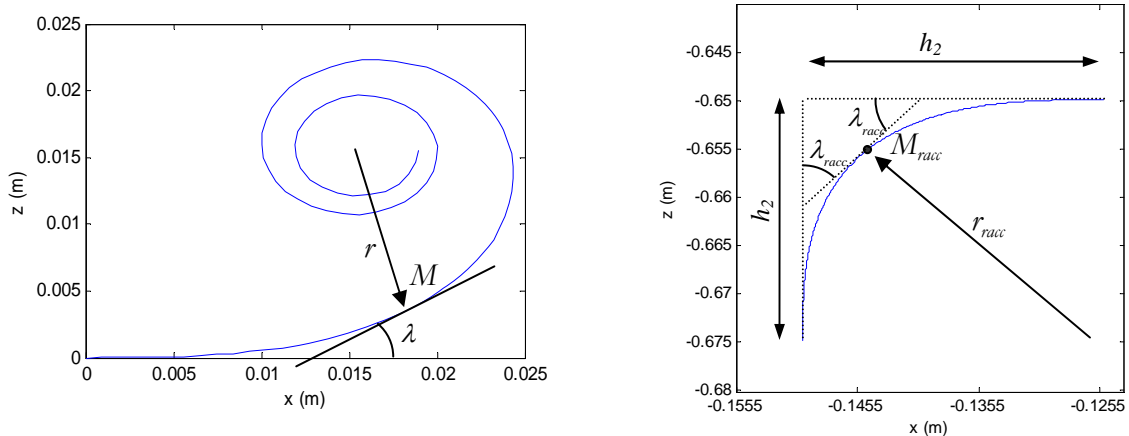 0.025
0.02
0.015
0.01
0.005
0
z (m)
r
M
λ
0
0.005
0.01
0.015
0.02
0.025
x (m)
-0.645
-0.65
-0.655
-0.66
-0.665
-0.67
-0.675
-0.68
z (m)
h2
h2
λracc
λracc
Mracc
rracc
-0.1555
-0.1455
-0.1355
-0.1255
x (m)